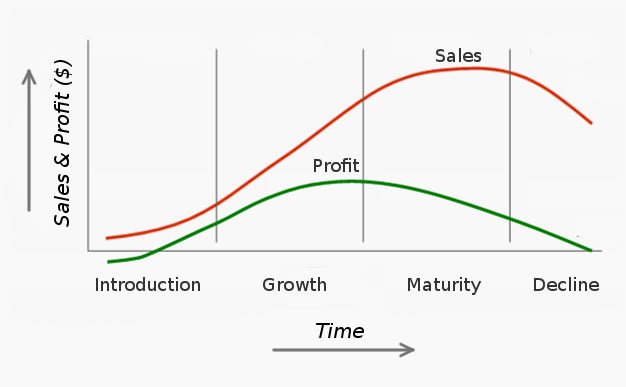 Sales & Profit ($)
Sales
Profit
Introduction
Growth
Maturity
Decline
Time